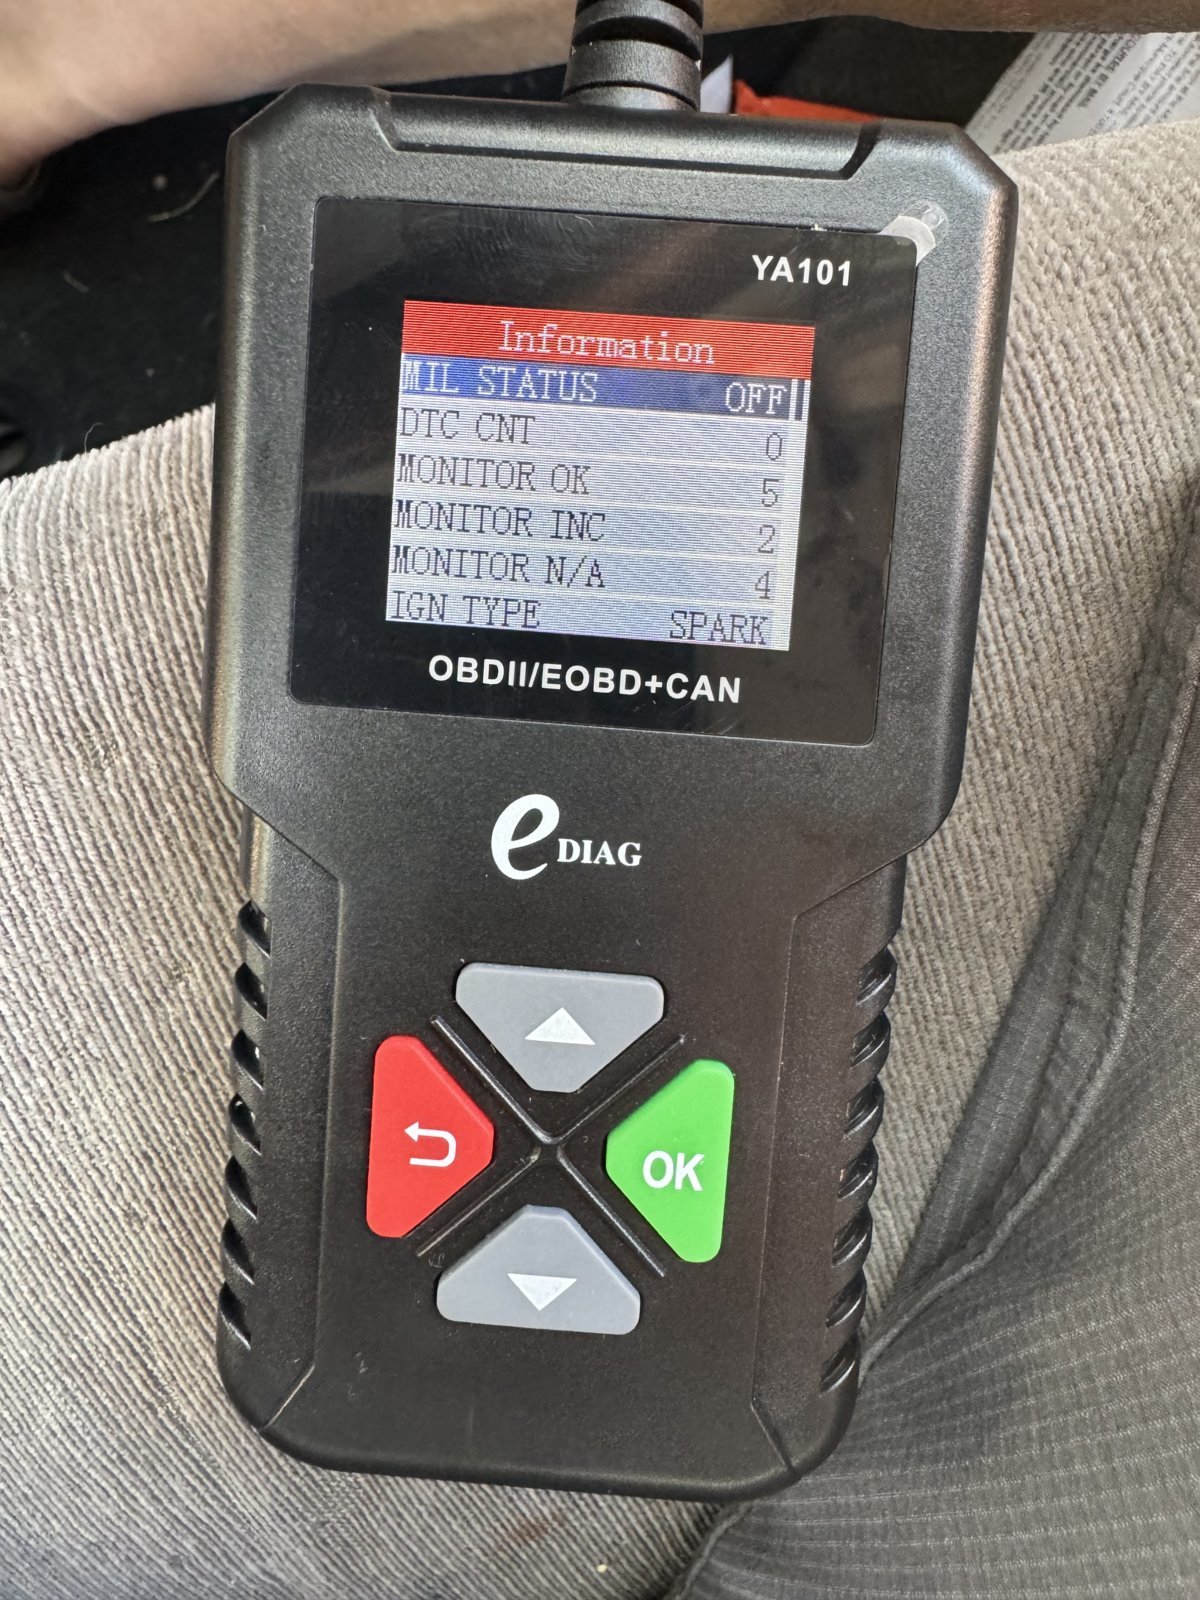 YA101
Information
MIL STATUS OFF
DTC CNT 0
MONITOR OK 5
MONITOR INC 2
MONITOR N/A 4
IGN TYPE SPARK
OBDII/EOBD+CAN
e DIAG
OK